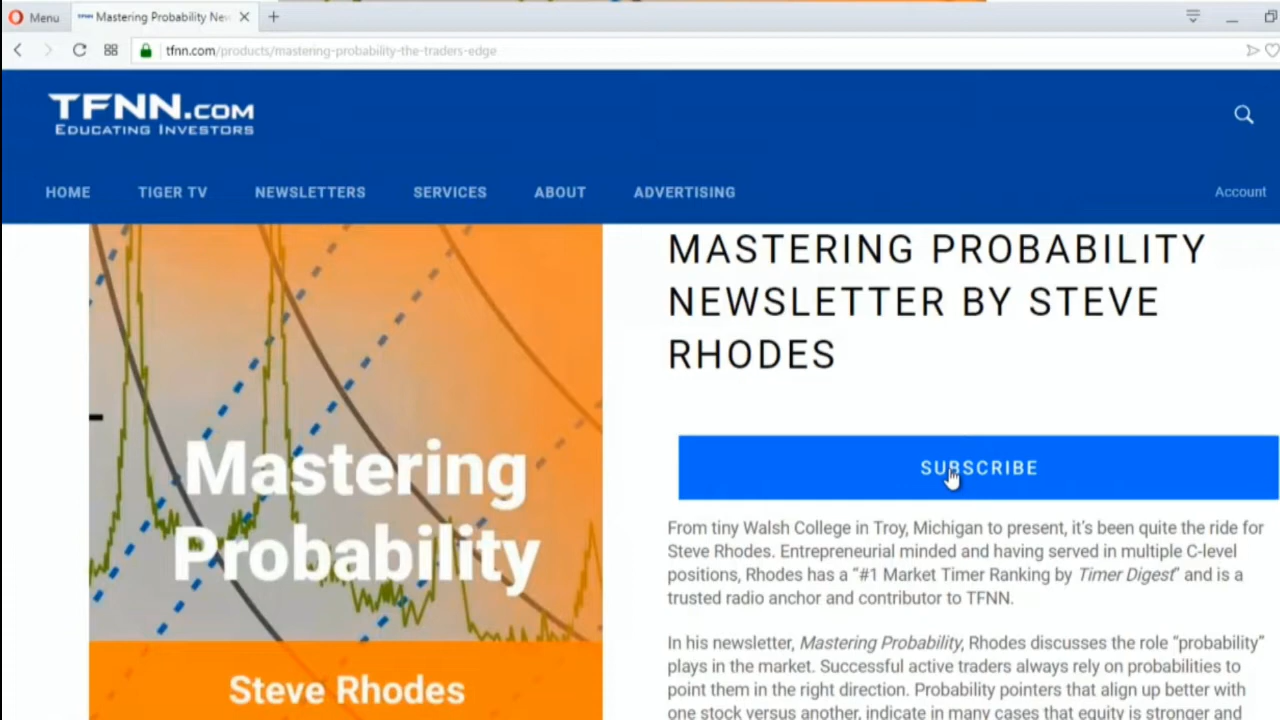 Menu
Mastering Probability New
tfnn.com/products/mastering-probability-the-traders-edge
TFNN.COM
EDUCATING INVESTORS
HOME TIGER TV NEWSLETTERS SERVICES ABOUT ADVERTISING Account
Mastering
Probability
Steve Rhodes
MASTERING PROBABILITY
NEWSLETTER BY STEVE
RHODES
SUBSCRIBE
From tiny Walsh College in Troy, Michigan to present, it's been quite the ride for
Steve Rhodes. Entrepreneurial minded and having served in multiple C-level
positions, Rhodes has a “#1 Market Timer Ranking by Timer Digest” and is a
trusted radio anchor and contributor to TFNN.
In his newsletter, Mastering Probability, Rhodes discusses the role “probability”
plays in the market. Successful active traders always rely on probabilities to
point them in the right direction. Probability pointers that align up better with
one stock versus another, indicate in many cases that equity is stronger and